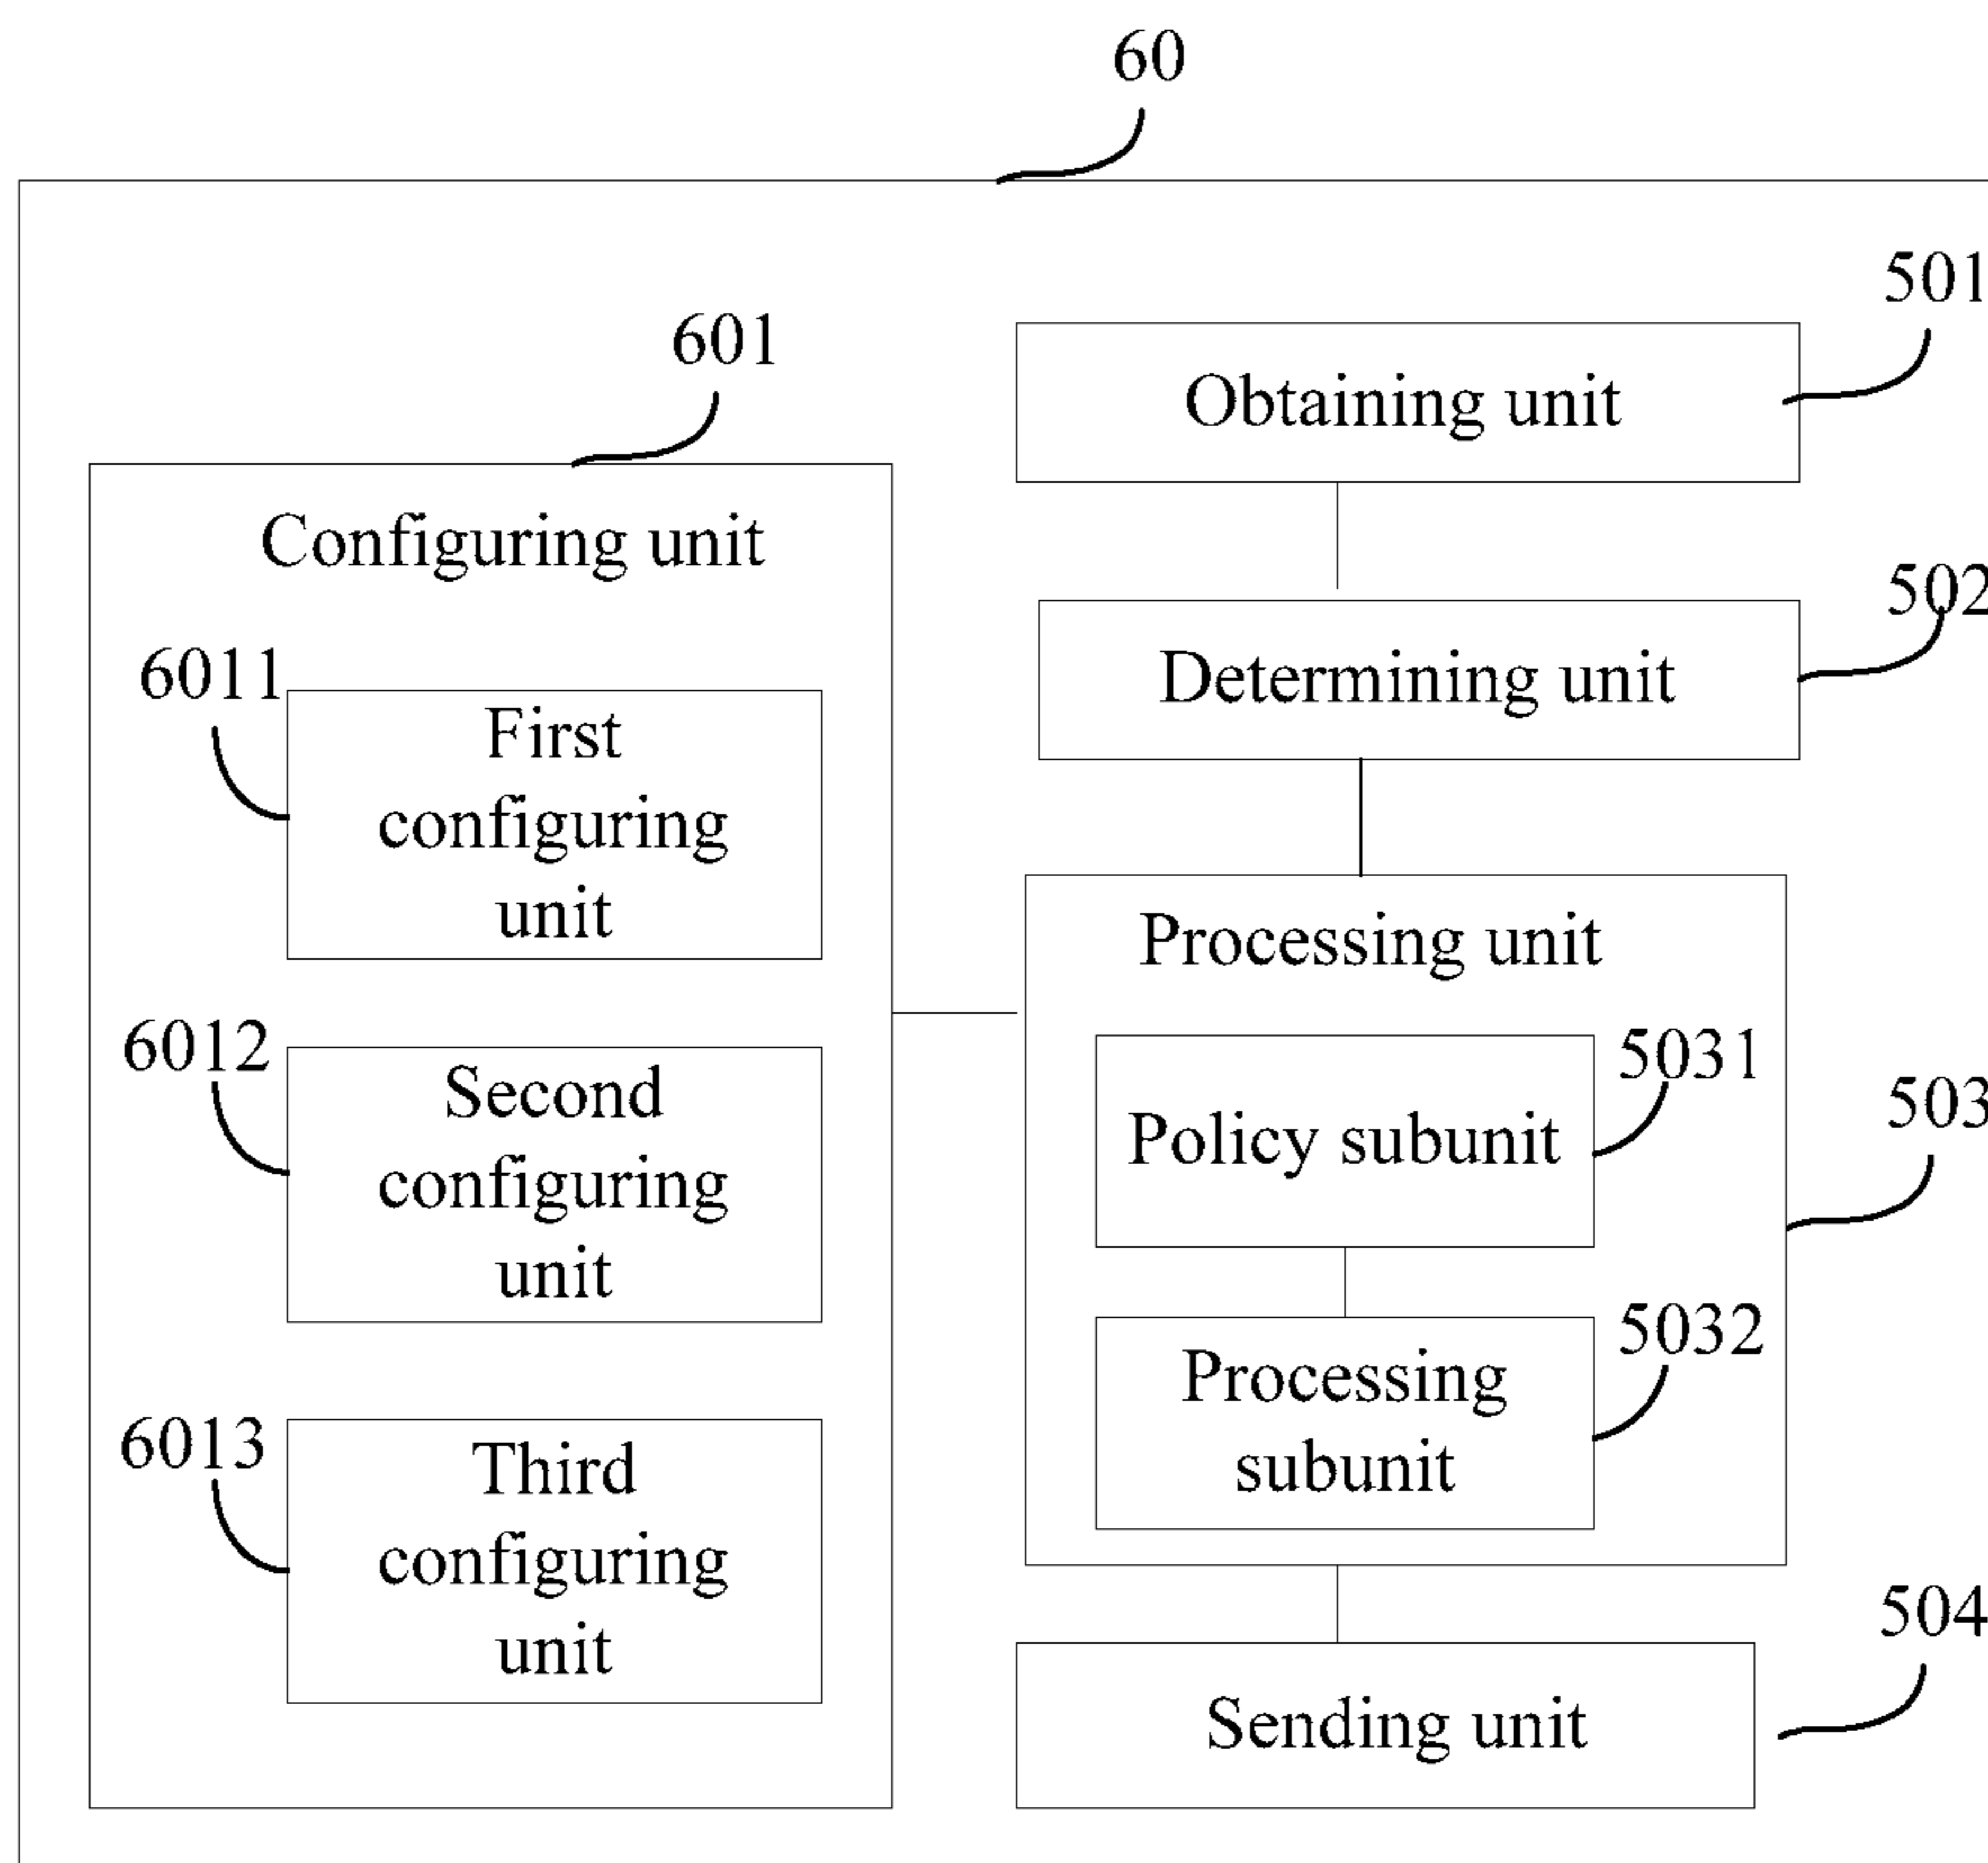 60
601
Configuring unit
6011
First
configuring
unit
6012
Second
configuring
unit
6013
Third
configuring
unit
501
Obtaining unit
502
Determining unit
503
Processing unit
5031
Policy subunit
5032
Processing
subunit
504
Sending unit